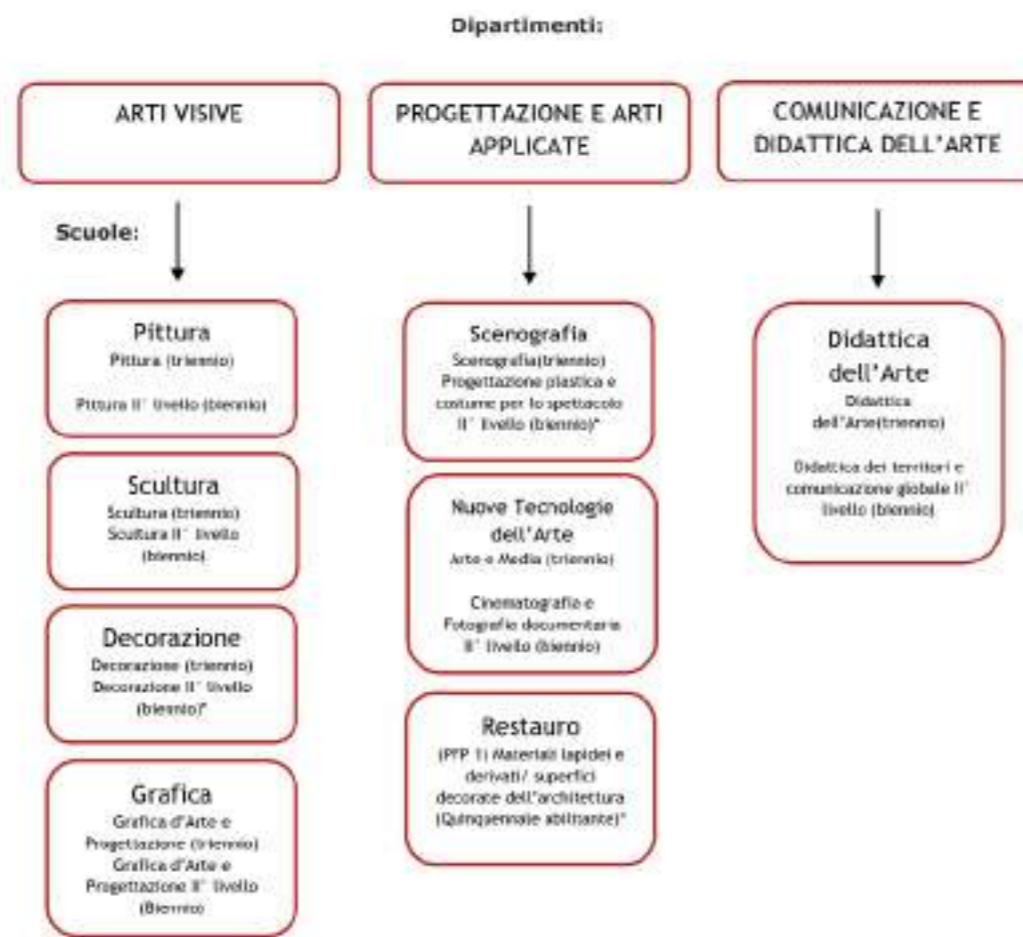 Dipartimenti:
ARTI VISIVE
PROGETTAZIONE E ARTI
APPLICATE
COMUNICAZIONE E
DIDATTICA DELL'ARTE
Scuole:
Pittura
Pittura (triennio)
Pittura II° livello (biennio)
Scultura
Scultura (triennio)
Scultura II° livello
(biennio)
Decorazione
Decorazione (triennio)
Decorazione II° livello
(biennio)*
Grafica
Grafica d'Arte e
Progettazione (triennio)
Grafica d'Arte e
Progettazione II° livello
(Biennio)
Scenografia
Scenografia(triennio)
Progettazione plastica e
costume per lo spettacolo
II° livello (biennio)*
Nuove Tecnologie
dell'Arte
Arte e Media (triennio)
Cinematografia e
Fotografia documentaria
II° livello (biennio)
Restauro
(PFP 1) Materiali lapidei e
derivati/ superfici
decorate dell'architettura
(Quinquennale abilitante)*
Didattica
dell'Arte
Didattica
dell'Arte(triennio)
Didattica dei territori e
comunicazione globale II°
livello (biennio)